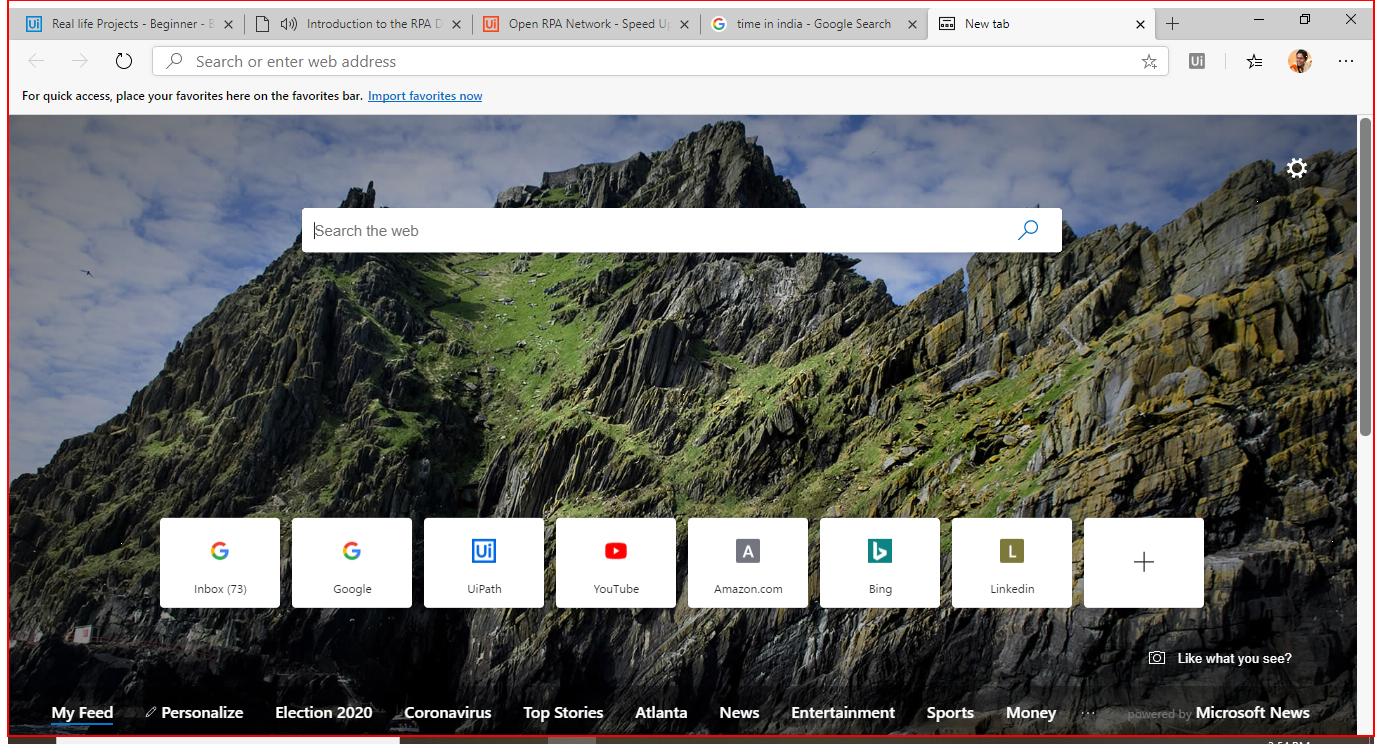 Real life Projects - Beginner - B
Introduction to the RPA D
Open RPA Network - Speed Up
time in india - Google Search
New tab
Search or enter web address
Ui
For quick access, place your favorites here on the favorites bar. Import favorites now
Search the web
Ui
A
L
Inbox (73)
Google
UiPath
YouTube
Amazon.com
Bing
Linkedin
Like what you see?
My Feed
Personalize
Election 2020
Coronavirus
Top Stories
Atlanta
News
Entertainment
Sports
Money
...
powered by Microsoft News